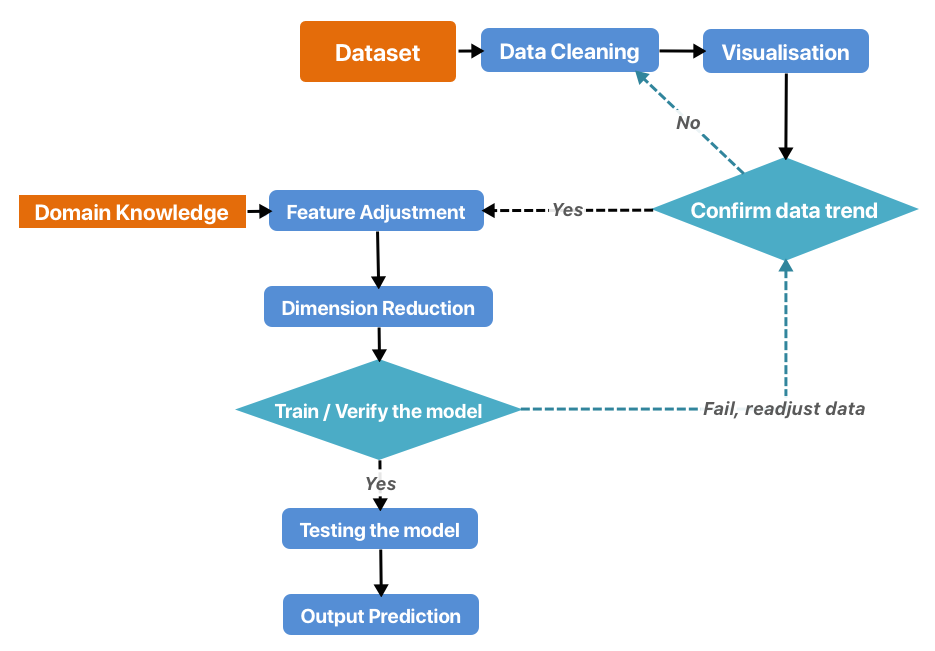 Dataset
Data Cleaning
Visualisation
No
Domain Knowledge
Feature Adjustment
Yes
Confirm data trend
Dimension Reduction
Train / Verify the model
Fail, readjust data
Yes
Testing the model
Output Prediction